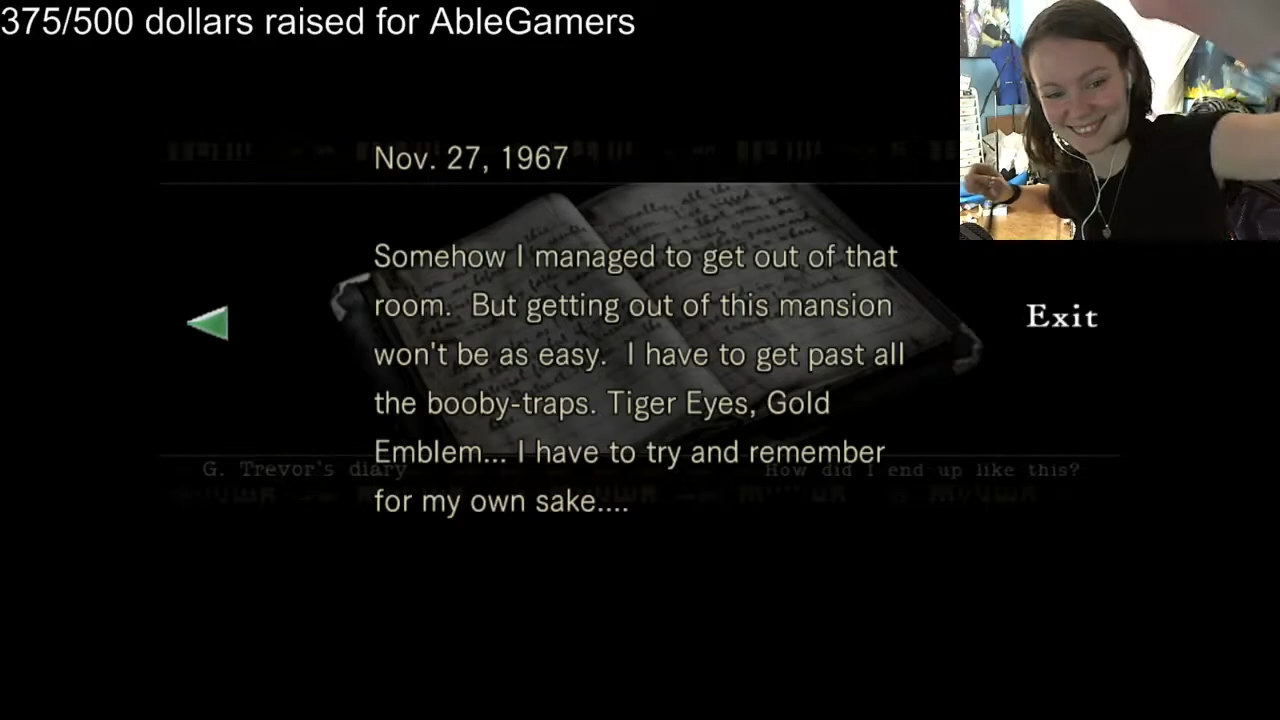 375/500 dollars raised for AbleGamers
Nov. 27, 1967
Somehow I managed to get out of that
room. But getting out of this mansion
won't be as easy. I have to get past all
the booby-traps. Tiger Eyes, Gold
Emblem... I have to try and remember
for my own sake....
Exit
G. Trevor's diary
How did I end up like this?